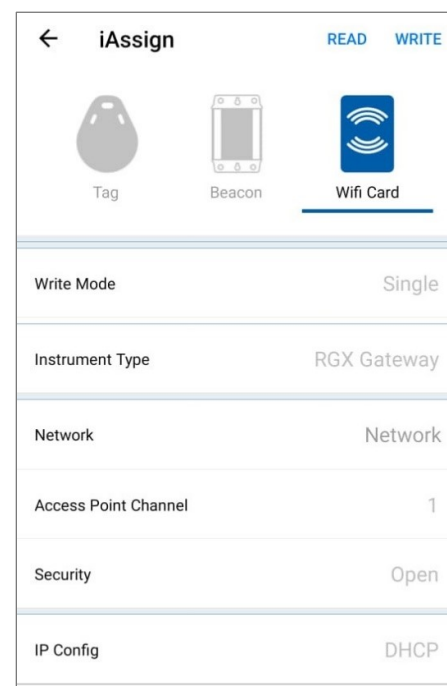 iAssign READ WRITE
Tag Beacon Wifi Card
Write Mode Single
Instrument Type RGX Gateway
Network Network
Access Point Channel 1
Security Open
IP Config DHCP